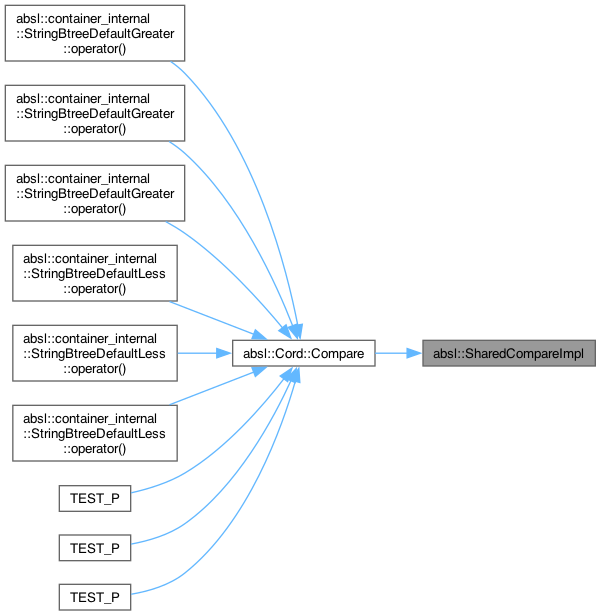 absl::container_internal
::StringBtreeDefaultGreater
::operator()
absl::container_internal
::StringBtreeDefaultGreater
::operator()
absl::container_internal
::StringBtreeDefaultGreater
::operator()
absl::container_internal
::StringBtreeDefaultLess
::operator()
absl::container_internal
::StringBtreeDefaultLess
::operator()
absl::container_internal
::StringBtreeDefaultLess
::operator()
TEST_P
TEST_P
TEST_P
absl::Cord::Compare
absl::SharedCompareImpl